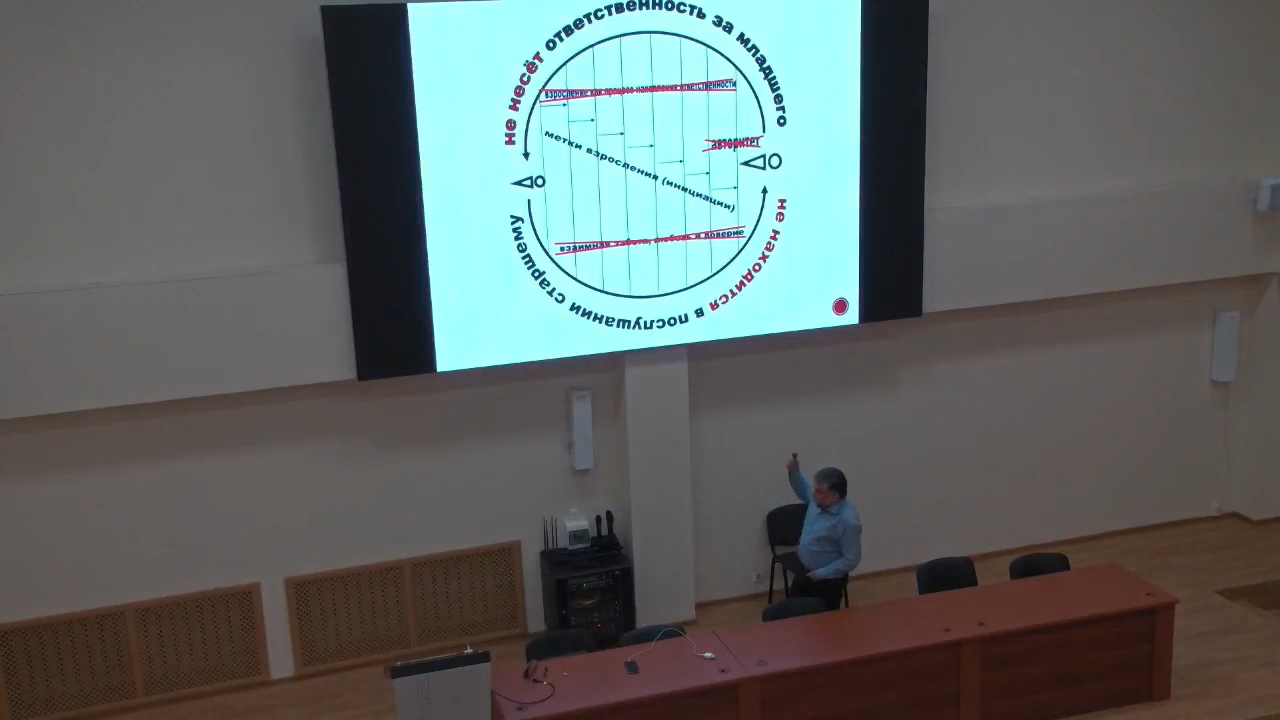 не несёт ответственность за младшего
взросление как процесс накопления ответственности
авторитет
метки взросления (инициации)
взаимная забота, любовь и доверие
не находится в послушании старшему